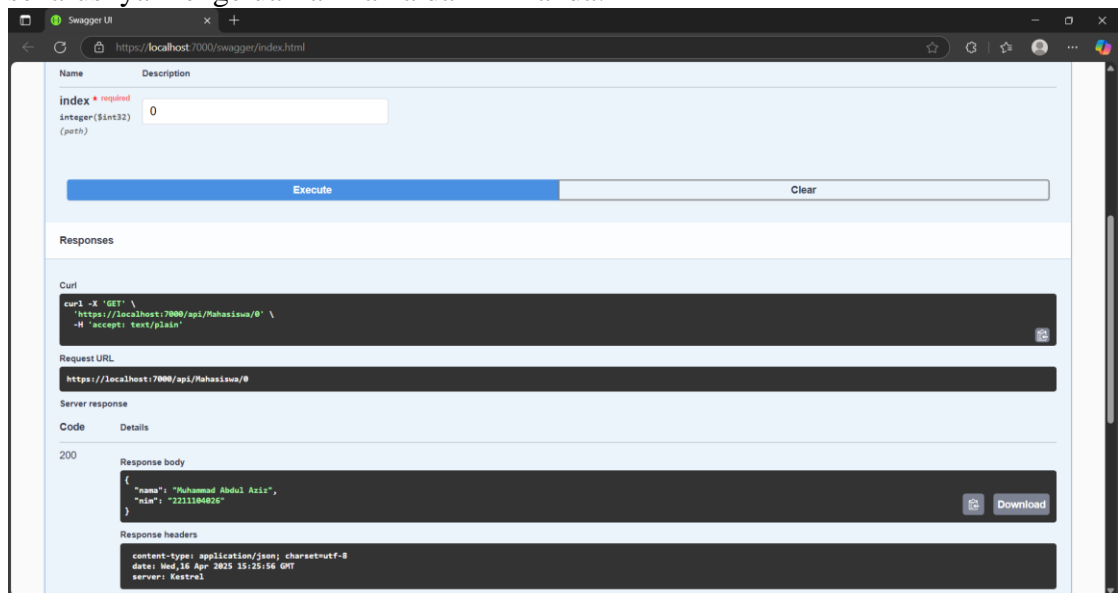 Swagger UI
https://localhost:7000/swagger/index.html
Name Description
index * required
integer($int32)
(path)
0
Execute Clear
Responses
Curl
curl -X 'GET' \
'https://localhost:7000/api/Mahasiswa/0' \
-H 'accept: text/plain'
Request URL
https://localhost:7000/api/Mahasiswa/0
Server response
Code Details
200
Response body
{
"nama": "Muhammad Abdul Aziz",
"nim": "2211104026"
}
Download
Response headers
content-type: application/json; charset=utf-8
date: Wed,16 Apr 2025 15:25:56 GMT
server: Kestrel